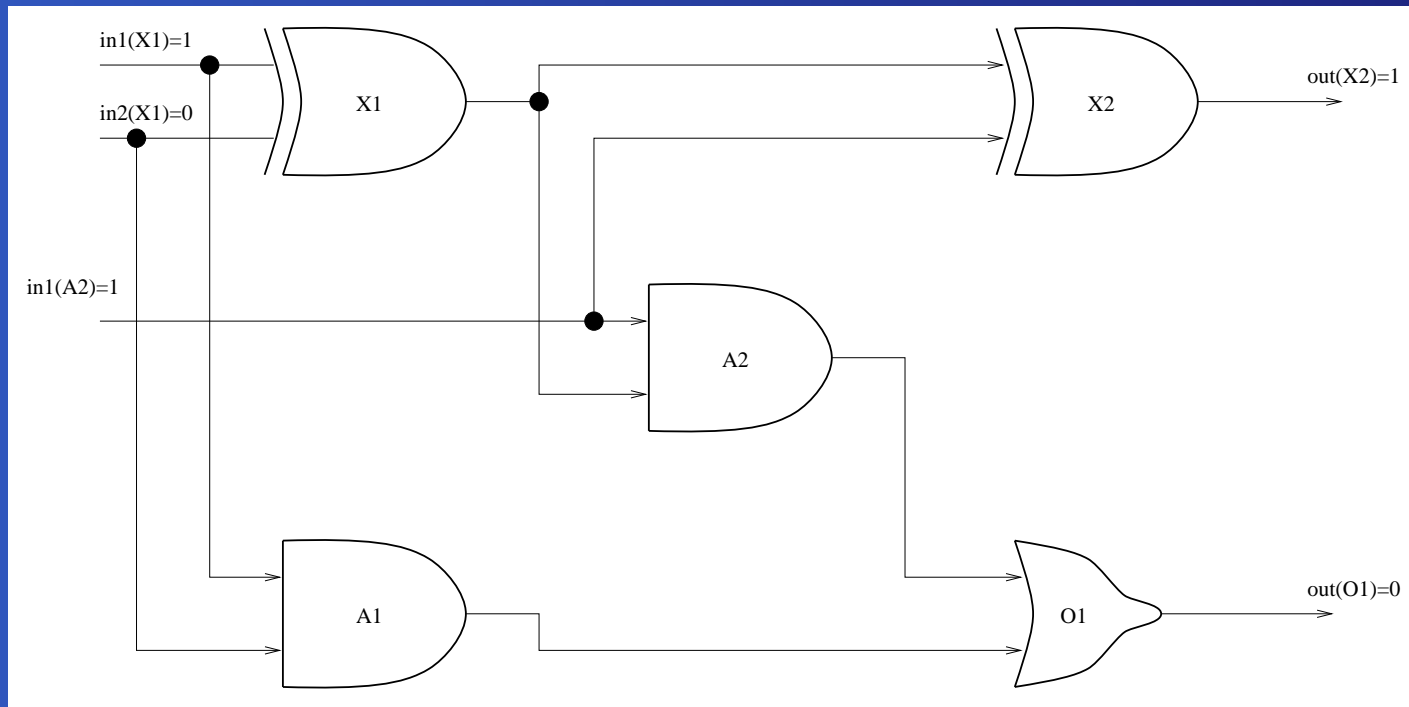 in1(X1)=1
in2(X1)=0
X1
X2
out(X2)=1
in1(A2)=1
A2
A1
O1
out(O1)=0